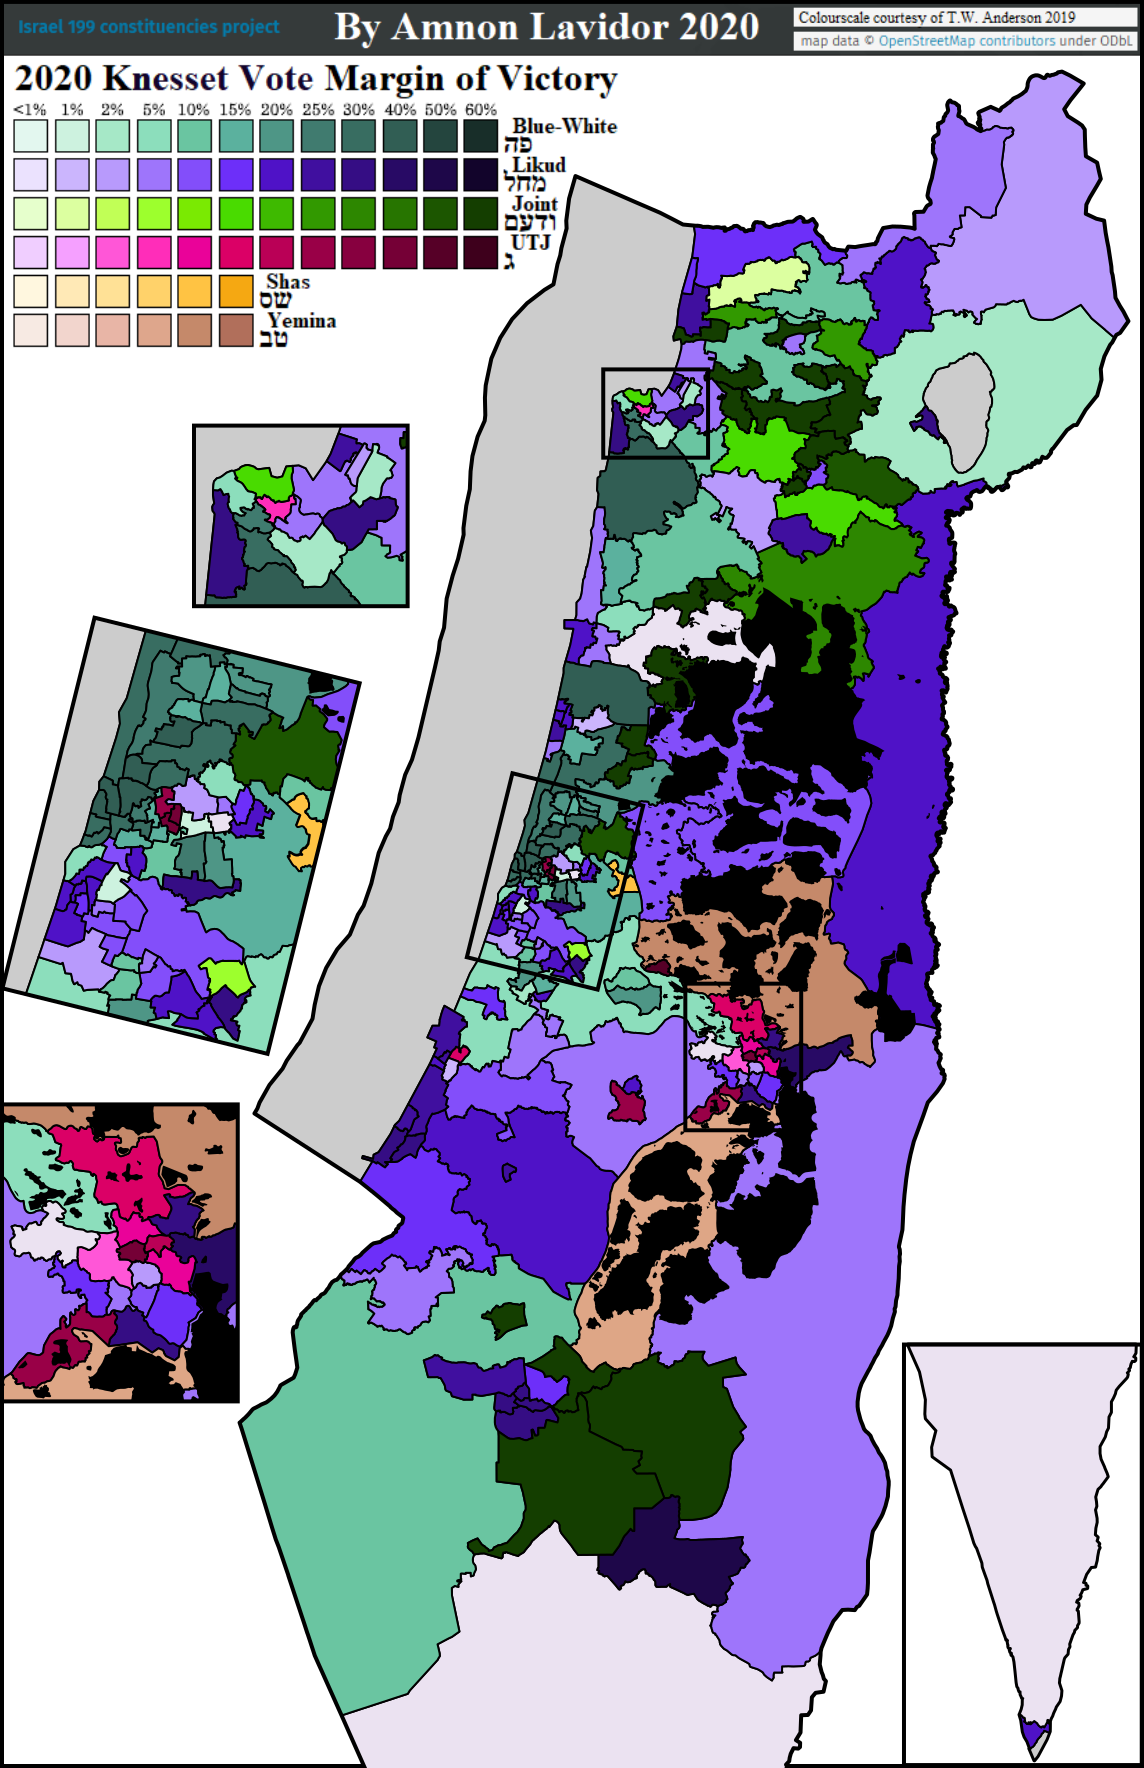 Israel 199 constituencies project
By Amnon Lavidor 2020
Colourscale courtesy of T.W. Anderson 2019
map data © OpenStreetMap contributors under ODbL
2020 Knesset Vote Margin of Victory
<1% 1% 2% 5% 10% 15% 20% 25% 30% 40% 50% 60%
Blue-White
פה
Likud
מחל
Joint
ודעם
UTJ
ג
Shas
שס
Yemina
טב